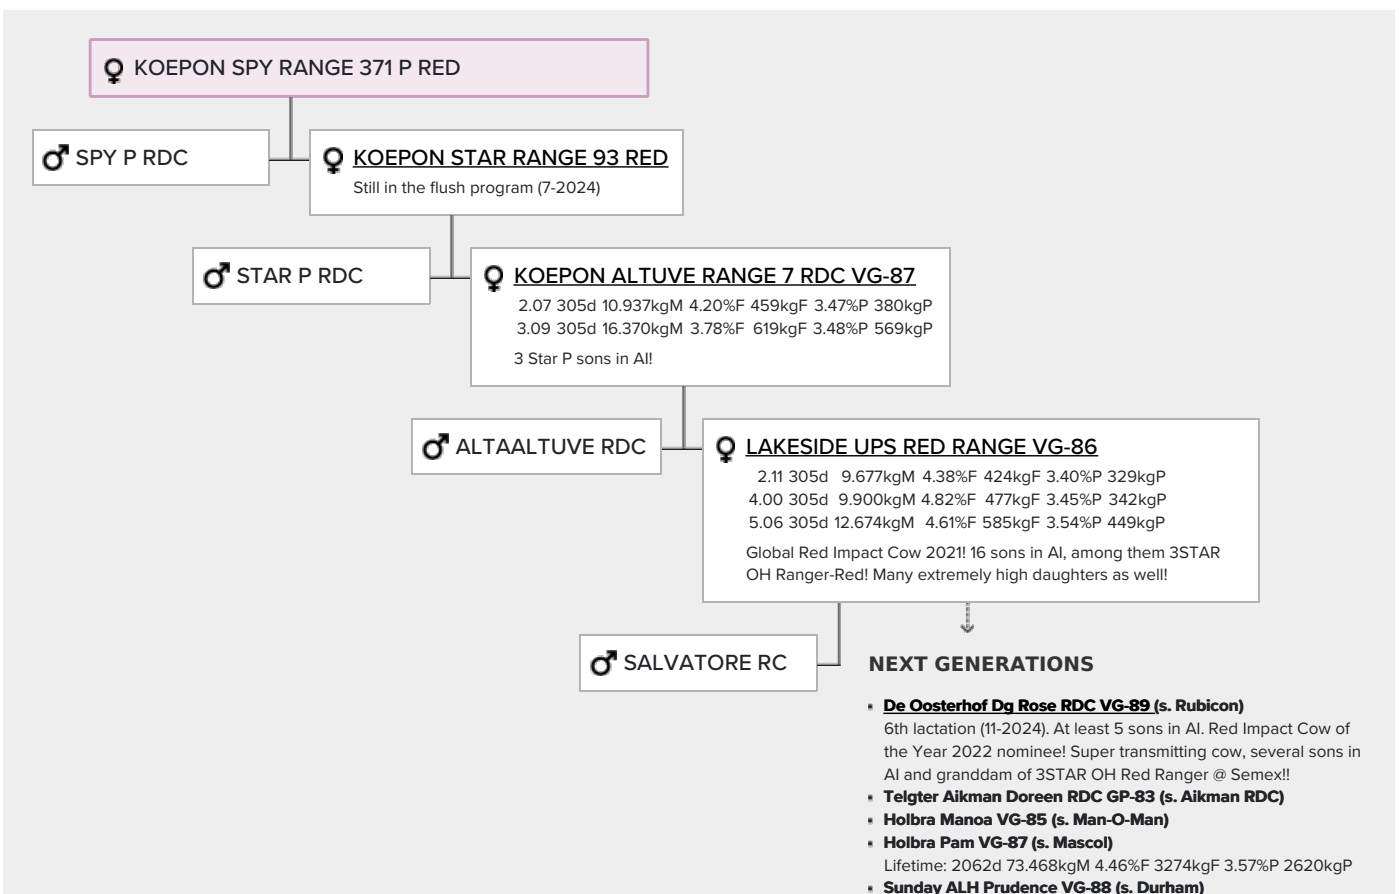 KOEPON SPY RANGE 371 P RED
SPY P RDC
KOEPON STAR RANGE 93 RED
Still in the flush program (7-2024)
STAR P RDC
KOEPON ALTUVE RANGE 7 RDC VG-87
2.07 305d 10.937kgM 4.20%F 459kgF 3.47%P 380kgP
3.09 305d 16.370kgM 3.78%F 619kgF 3.48%P 569kgP
3 Star P sons in AI!
ALTAALTUVE RDC
LAKESIDE UPS RED RANGE VG-86
2.11 305d 9.677kgM 4.38%F 424kgF 3.40%P 329kgP
4.00 305d 9.900kgM 4.82%F 477kgF 3.45%P 342kgP
5.06 305d 12.674kgM 4.61%F 585kgF 3.54%P 449kgP
Global Red Impact Cow 2021! 16 sons in AI, among them 3STAR
OH Ranger-Red! Many extremely high daughters as well!
SALVATORE RC
NEXT GENERATIONS
De Oosterhof Dg Rose RDC VG-89 (s. Rubicon)
6th lactation (11-2024). At least 5 sons in AI. Red Impact Cow of
the Year 2022 nominee! Super transmitting cow, several sons in
AI and granddam of 3STAR OH Red Ranger @ Semex!!
Telgter Aikman Doreen RDC GP-83 (s. Aikman RDC)
Holbra Manoa VG-85 (s. Man-O-Man)
Holbra Pam VG-87 (s. Mascol)
Lifetime: 2062d 73.468kgM 4.46%F 3274kgF 3.57%P 2620kgP
Sunday ALH Prudence VG-88 (s. Durham)